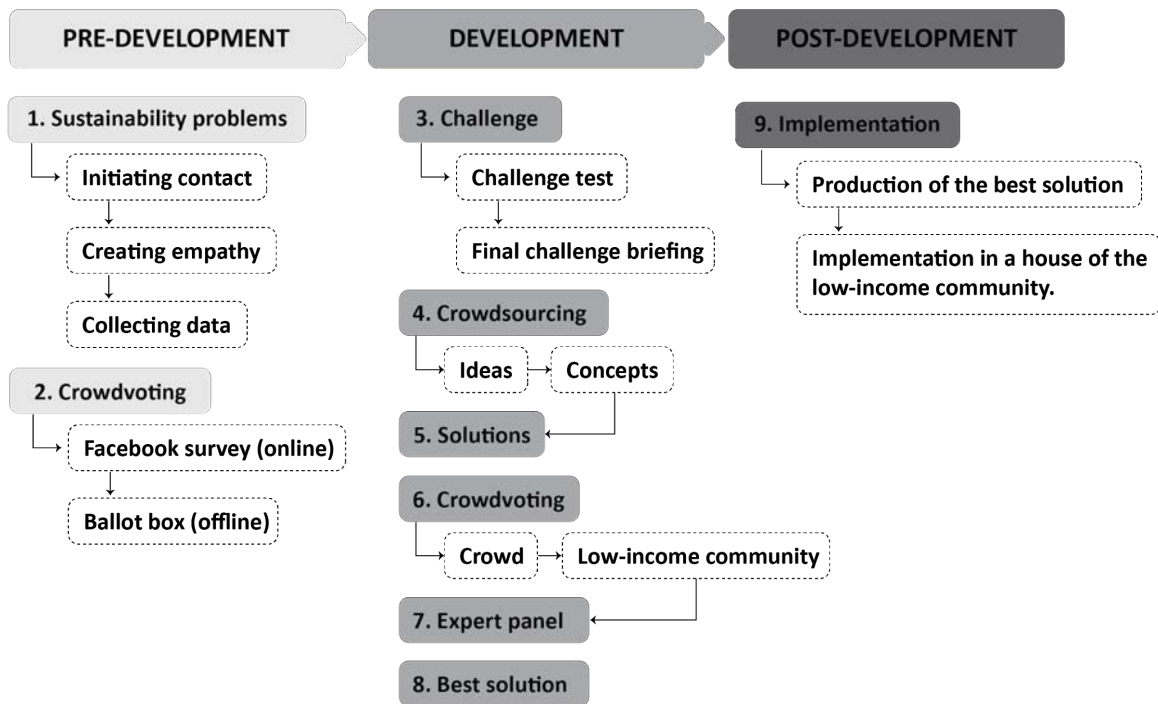 PRE-DEVELOPMENT
DEVELOPMENT
POST-DEVELOPMENT
1. Sustainability problems
Initiating contact
Creating empathy
Collecting data
2. Crowdvoting
Facebook survey (online)
Ballot box (offline)
3. Challenge
Challenge test
Final challenge briefing
4. Crowdsourcing
Ideas
Concepts
5. Solutions
6. Crowdvoting
Crowd
Low-income community
7. Expert panel
8. Best solution
9. Implementation
Production of the best solution
Implementation in a house of the
low-income community.